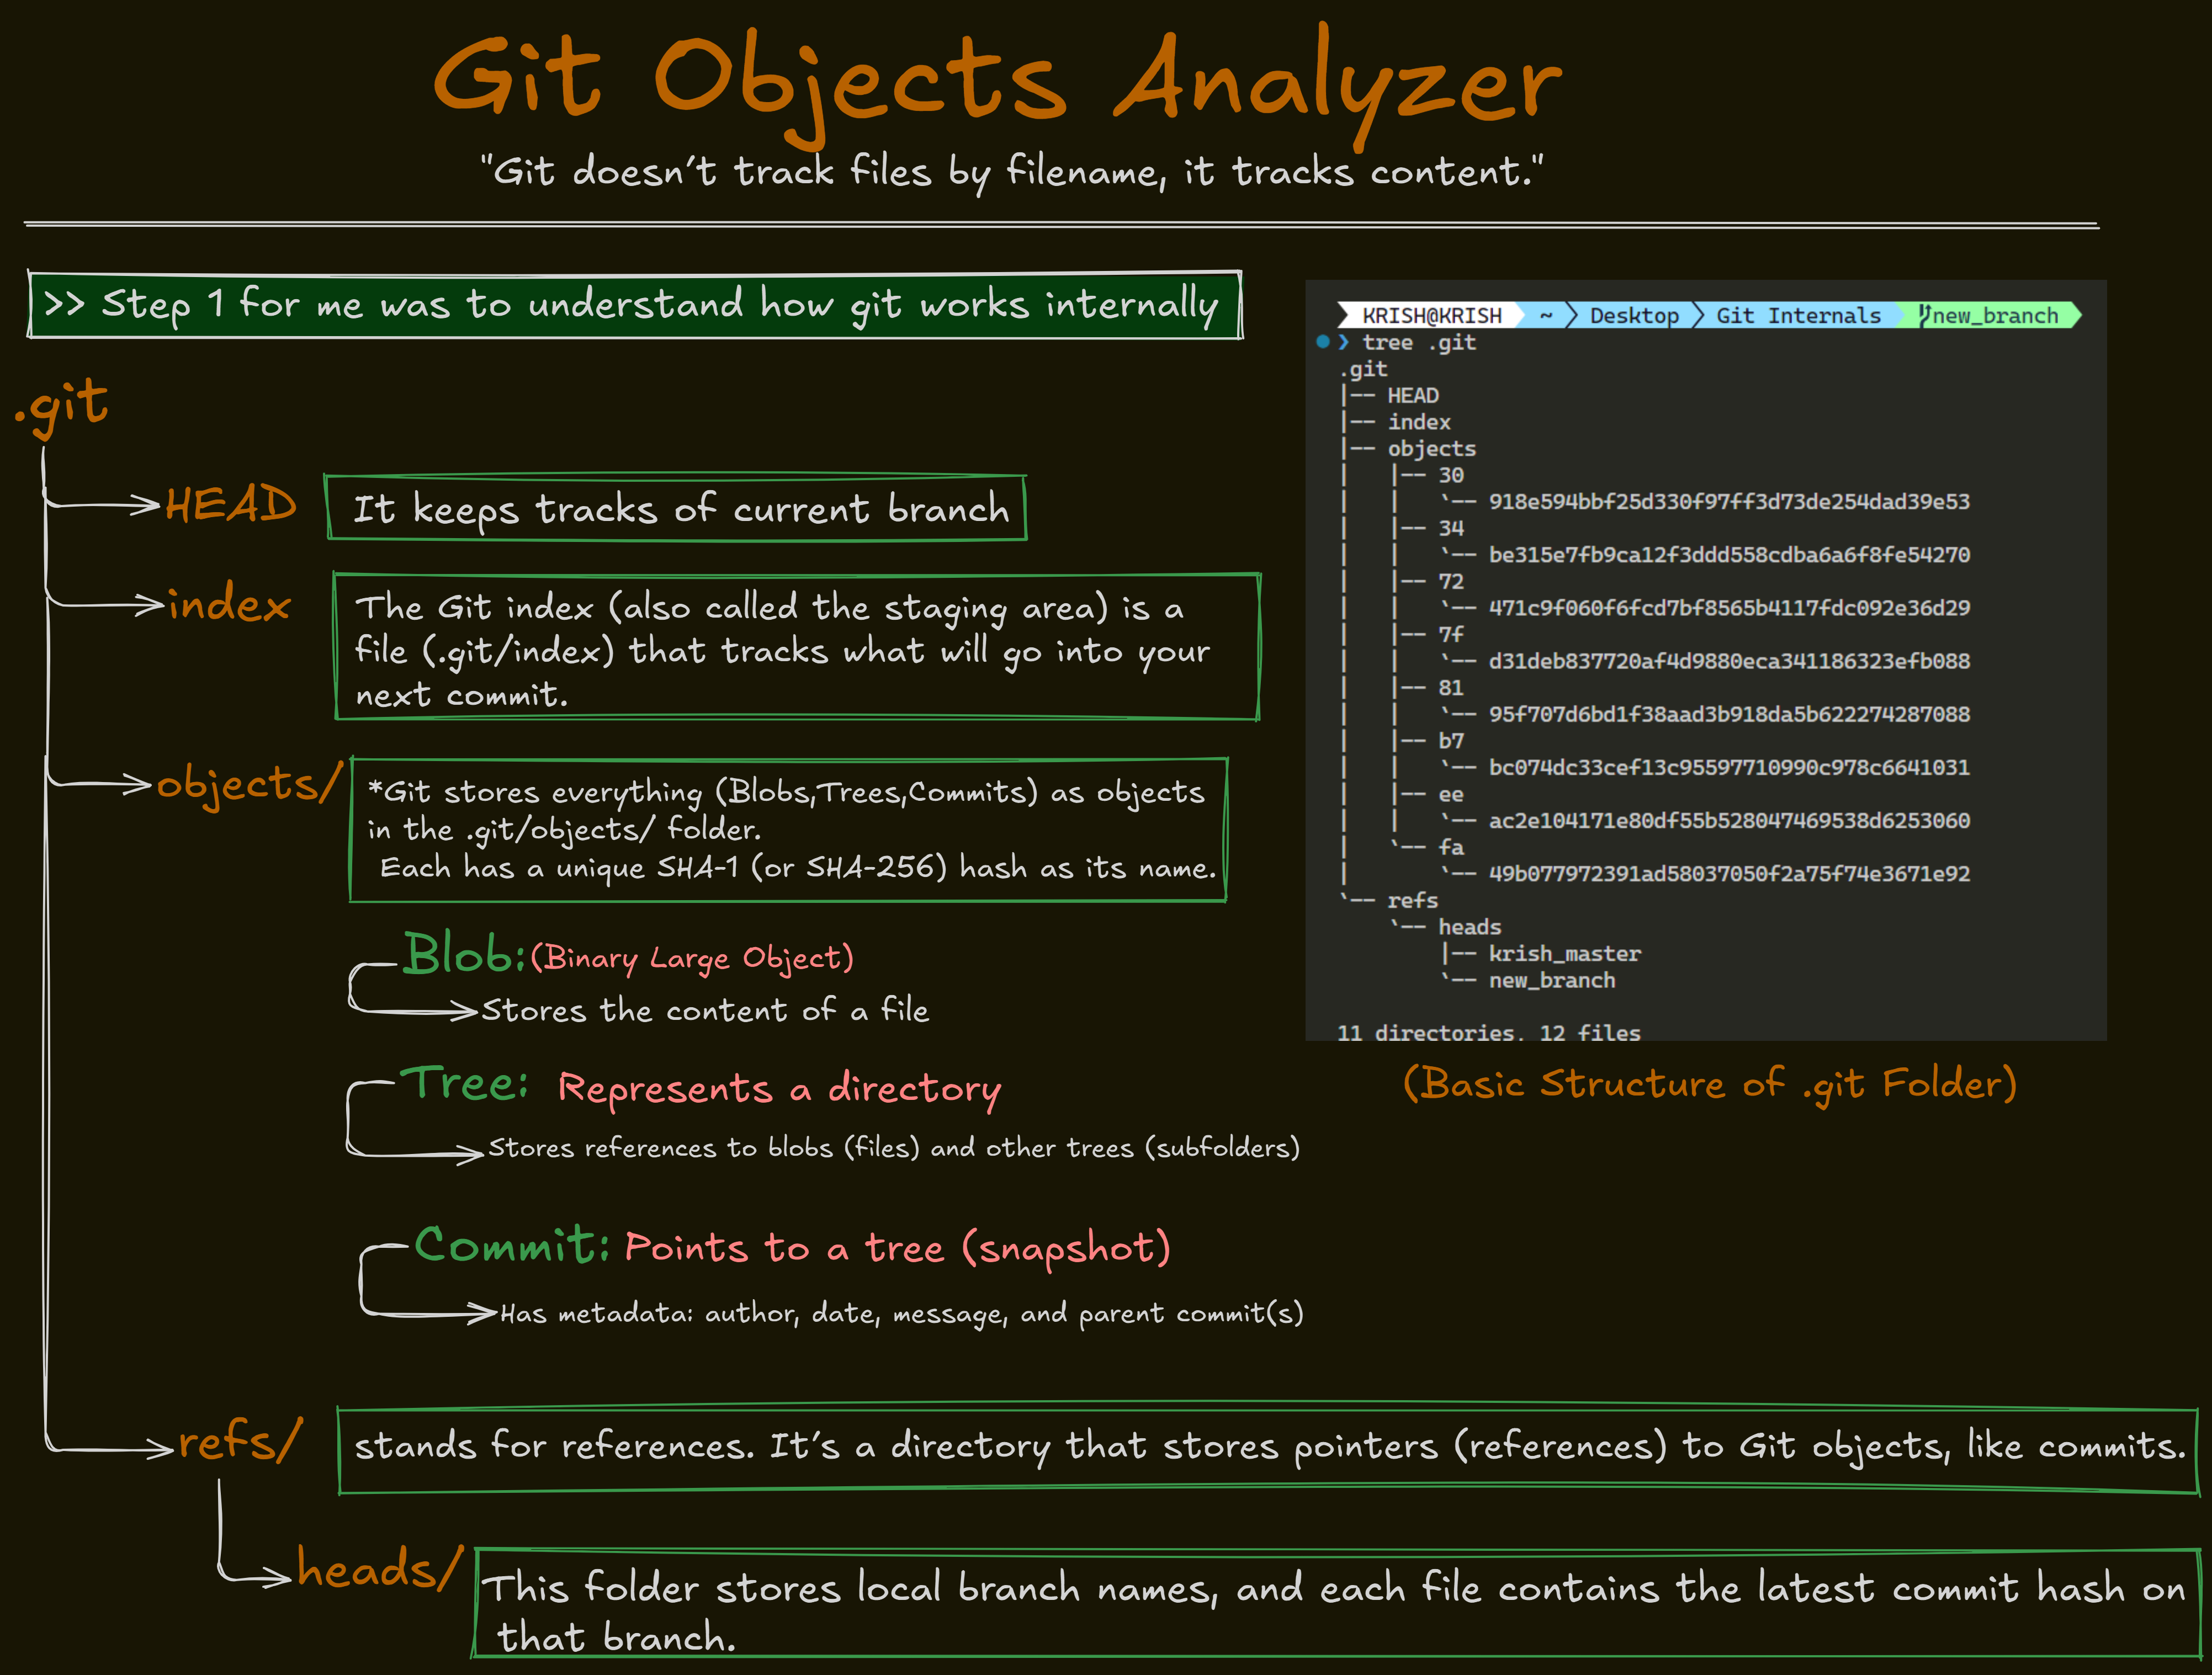 Git Objects Analyzer
"Git doesn't track files by filename, it tracks content."
>> Step 1 for me was to understand how git works internally
.git
HEAD
It keeps tracks of current branch
index
The Git index (also called the staging area) is a
file (.git/index) that tracks what will go into your
next commit.
objects/
*Git stores everything (Blobs,Trees,Commits) as objects
in the .git/objects/ folder.
Each has a unique SHA-1 (or SHA-256) hash as its name.
Blob: (Binary Large Object)
Stores the content of a file
Tree: Represents a directory
Stores references to blobs (files) and other trees (subfolders)
Commit: Points to a tree (snapshot)
Has metadata: author, date, message, and parent commit(s)
KRISH@KRISH ~ Desktop Git Internals new_branch
❯ tree .git
.git
|-- HEAD
|-- index
|-- objects
|   |-- 30
|   |   `-- 918e594bbf25d330f97ff3d73de254dad39e53
|   |-- 34
|   |   `-- be315e7fb9ca12f3ddd558cdba6a6f8fe54270
|   |-- 72
|   |   `-- 471c9f060f6fcd7bf8565b4117fdc092e36d29
|   |-- 7f
|   |   `-- d31deb837720af4d9880eca341186323efb088
|   |-- 81
|   |   `-- 95f707d6bd1f38aad3b918da5b622274287088
|   |-- b7
|   |   `-- bc074dc33cef13c95597710990c978c6641031
|   |-- ee
|   |   `-- ac2e104171e80df55b528047469538d6253060
|   `-- fa
|       `-- 49b077972391ad58037050f2a75f74e3671e92
`-- refs
    `-- heads
        |-- krish_master
        `-- new_branch
11 directories, 12 files
(Basic Structure of .git Folder)
refs/
stands for references. It's a directory that stores pointers (references) to Git objects, like commits.
heads/
This folder stores local branch names, and each file contains the latest commit hash on
that branch.